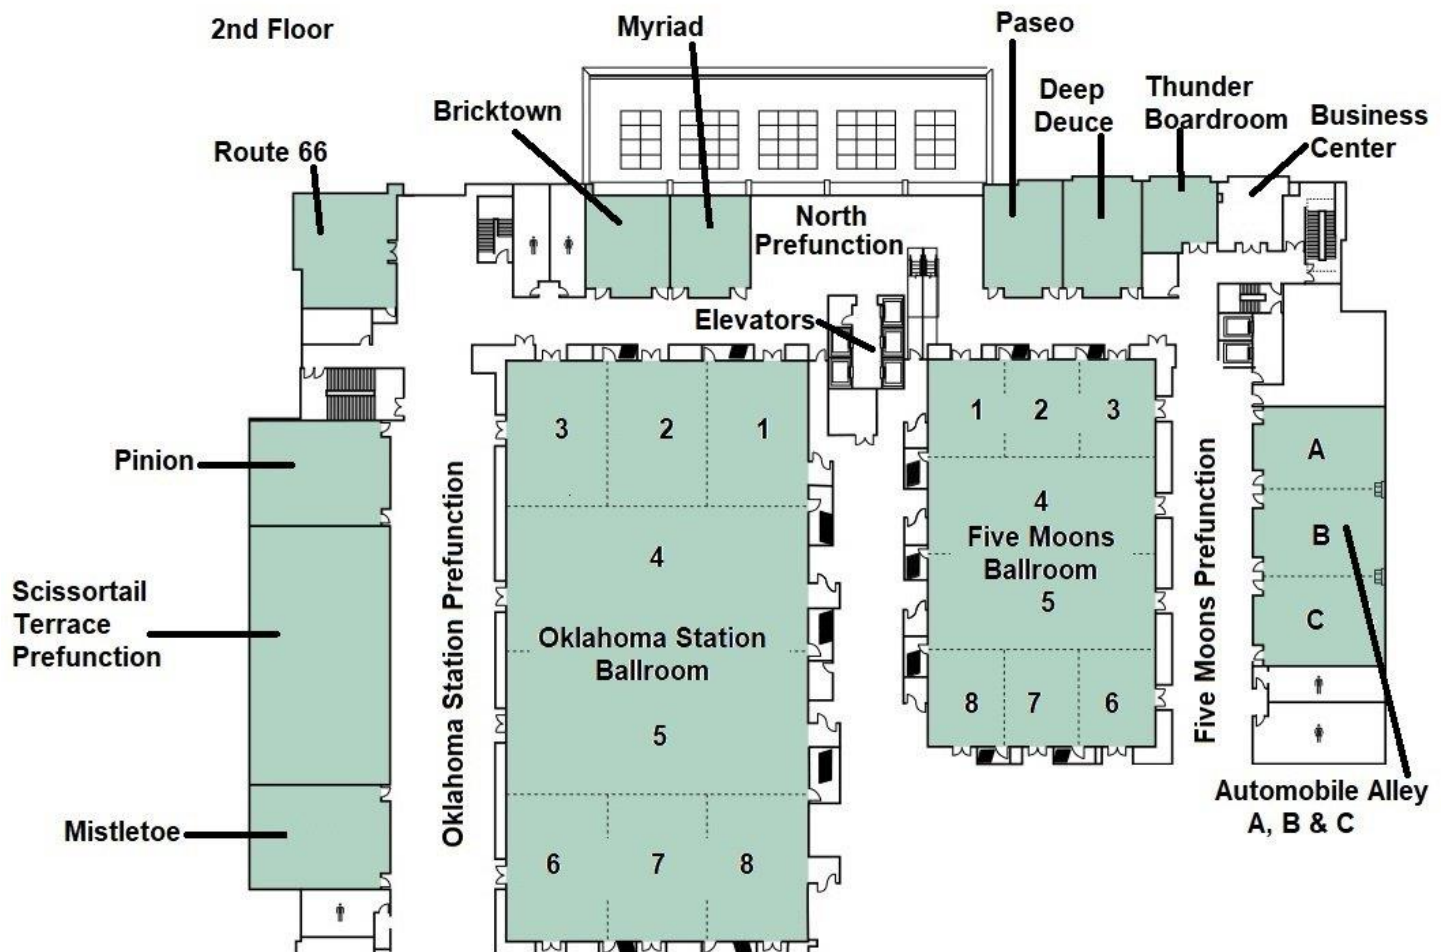 2nd Floor
Myriad
Paseo
Bricktown
Deep
Deuce
Thunder
Boardroom
Business
Center
Route 66
North
Prefunction
Elevators
Pinion
Scissortail
Terrace
Prefunction
Mistletoe
Oklahoma Station Prefunction
3 2 1
4
Oklahoma Station
Ballroom
5
6 7 8
1 2 3
4
Five Moons
Ballroom
5
8 7 6
Five Moons Prefunction
A
B
C
Automobile Alley
A, B & C